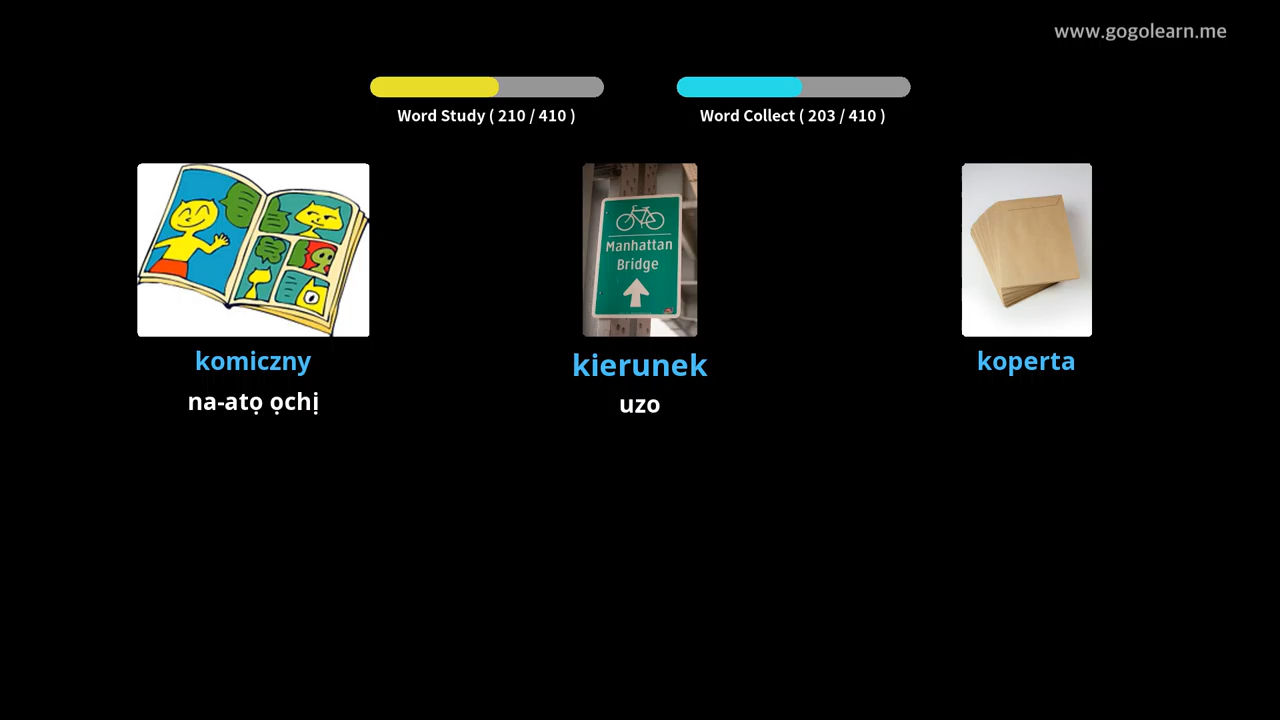 www.gogolearn.me
Word Study ( 210 / 410 )
Word Collect ( 203 / 410 )
Manhattan
Bridge
komiczny
kierunek
koperta
na-atọ ọchị
uzo